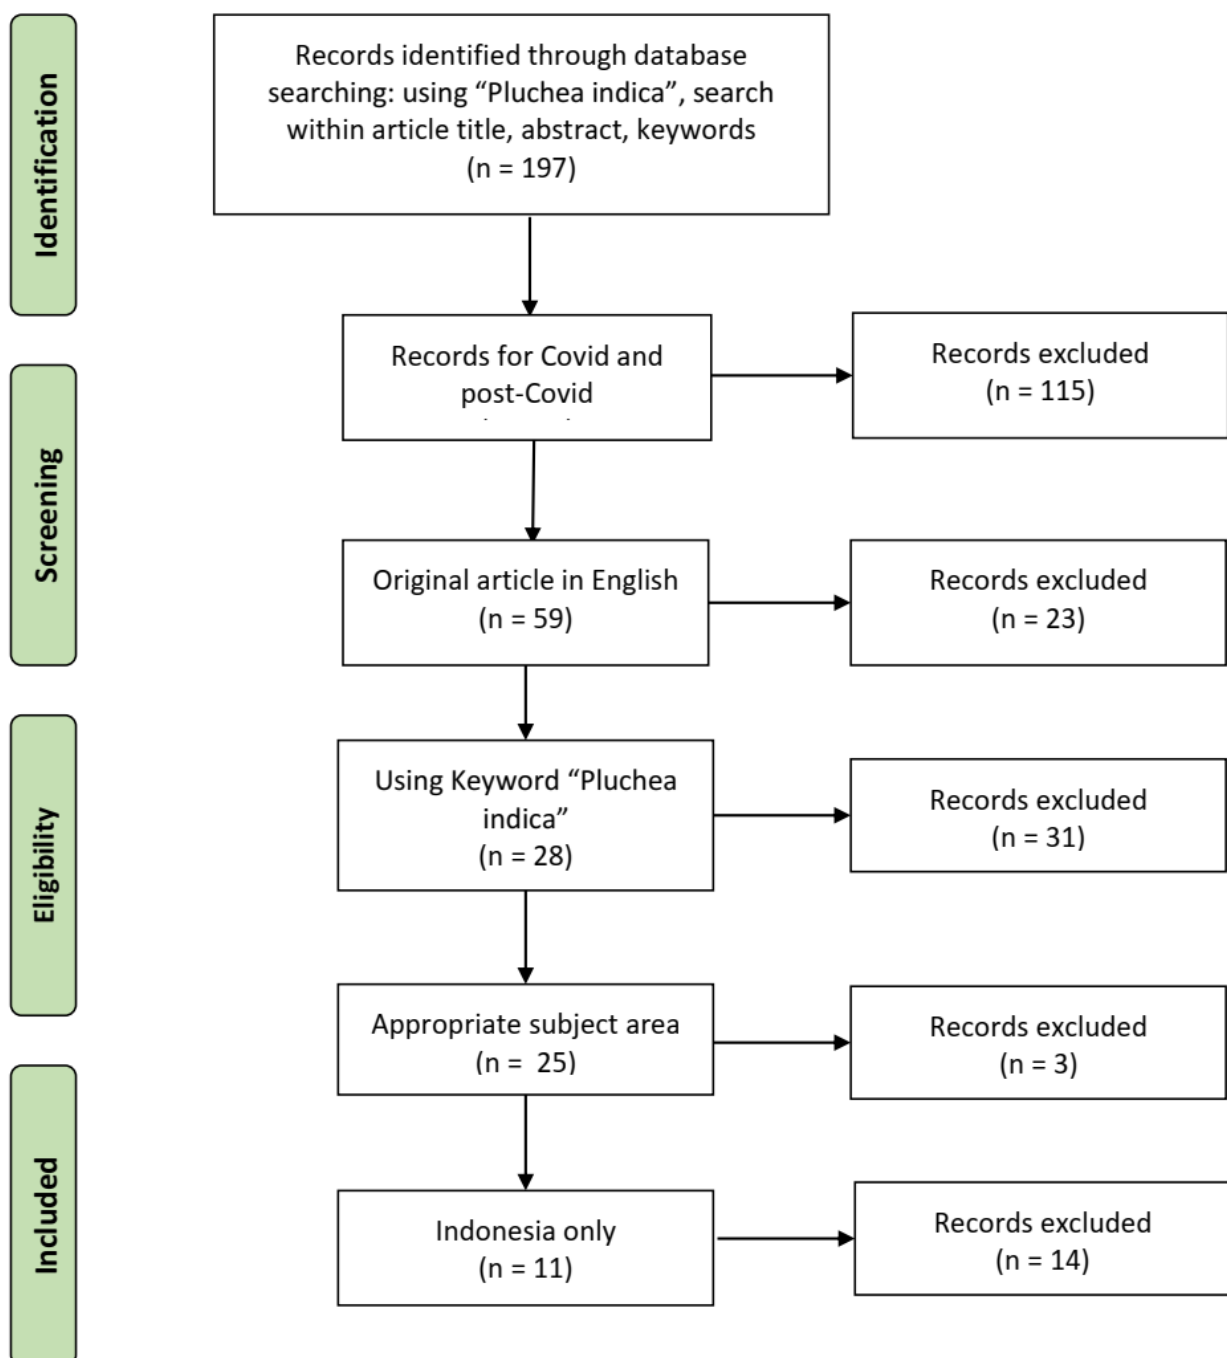 Identification
Records identified through database
searching: using “Pluchea indica”, search
within article title, abstract, keywords
(n = 197)
Records for Covid and
post-Covid
Records excluded
(n = 115)
Screening
Original article in English
(n = 59)
Records excluded
(n = 23)
Eligibility
Using Keyword “Pluchea
indica”
(n = 28)
Records excluded
(n = 31)
Appropriate subject area
(n = 25)
Records excluded
(n = 3)
Included
Indonesia only
(n = 11)
Records excluded
(n = 14)